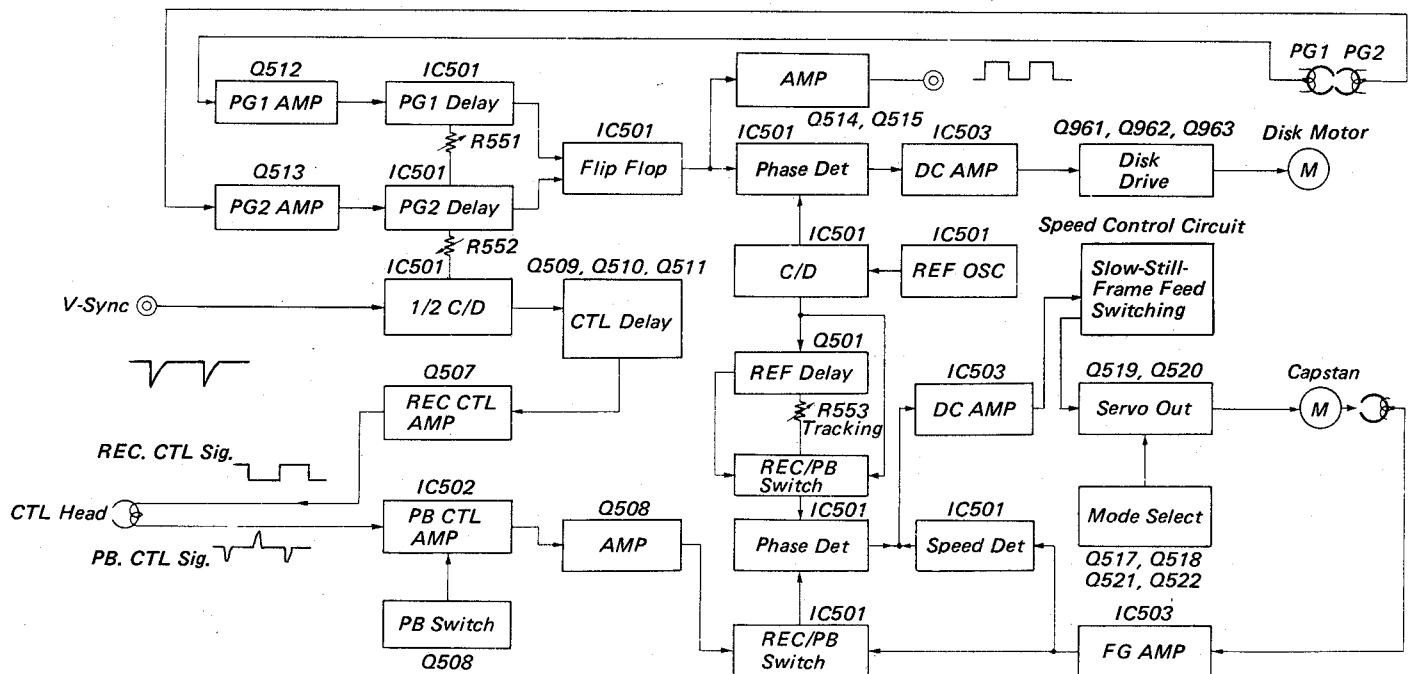 PG1 PG2
Q512
PG1 AMP
IC501
PG1 Delay
R551
Q513
PG2 AMP
IC501
PG2 Delay
R552
IC501
Flip Flop
AMP
Q514, Q515
IC501
Phase Det
IC503
DC AMP
Q961, Q962, Q963
Disk
Drive
Disk Motor
M
V-Sync
IC501
1/2 C/D
Q509, Q510, Q511
CTL Delay
IC501
C/D
IC501
REF OSC
Speed Control Circuit
Slow-Still-
Frame Feed
Switching
Q507
REC CTL
AMP
Q501
REF Delay
R553
Tracking
IC503
DC AMP
Q519, Q520
Servo Out
Capstan
M
REC. CTL Sig.
REC/PB
Switch
CTL Head
PB. CTL Sig.
IC502
PB CTL
AMP
Q508
AMP
IC501
Phase Det
IC501
Speed Det
Mode Select
Q517, Q518
Q521, Q522
PB Switch
Q508
IC501
REC/PB
Switch
IC503
FG AMP